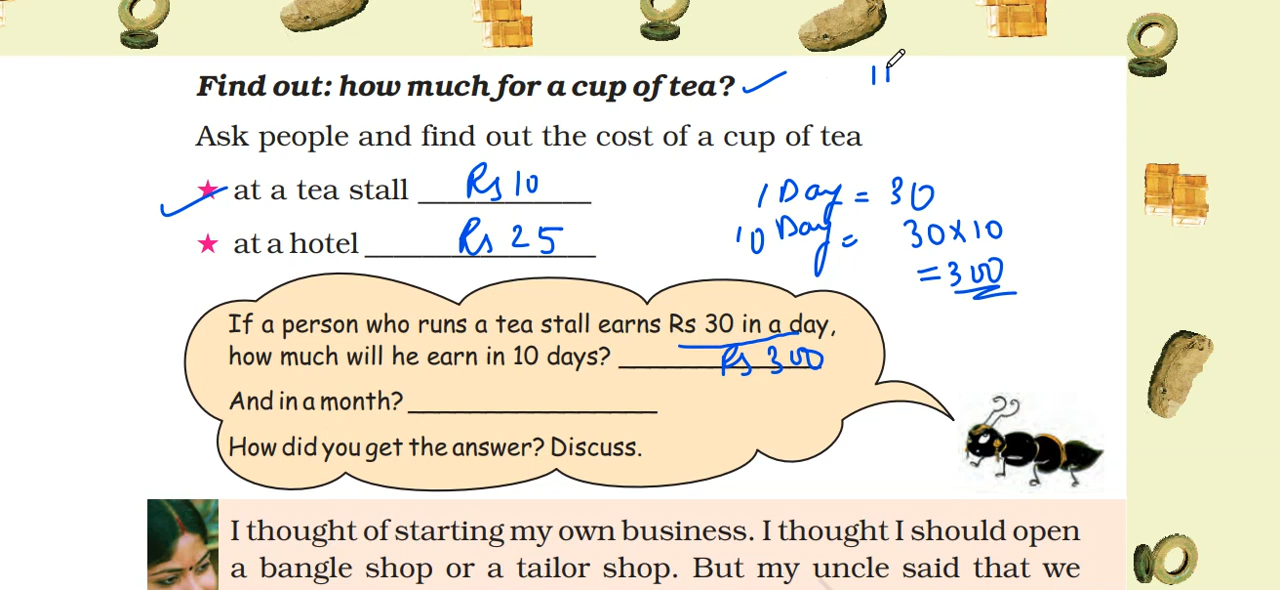 Find out: how much for a cup of tea?
Ask people and find out the cost of a cup of tea
★ at a tea stall Rs 10
★ at a hotel Rs 25
1 Day = 30
10 Day = 30×10
= 300
If a person who runs a tea stall earns Rs 30 in a day,
how much will he earn in 10 days? Rs 300
And in a month?
How did you get the answer? Discuss.
I thought of starting my own business. I thought I should open
a bangle shop or a tailor shop. But my uncle said that we